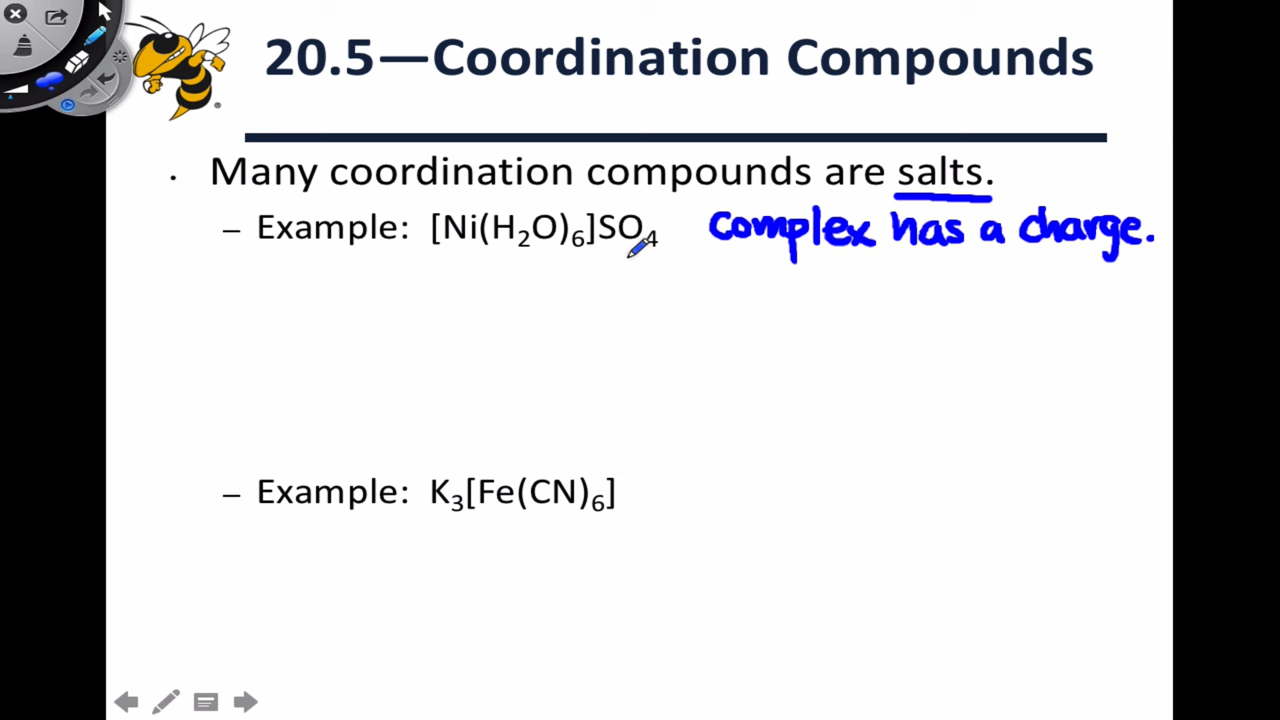 20.5—Coordination Compounds
• Many coordination compounds are salts.
– Example: [Ni(H₂O)₆]SO₄ Complex has a charge.
– Example: K₃[Fe(CN)₆]